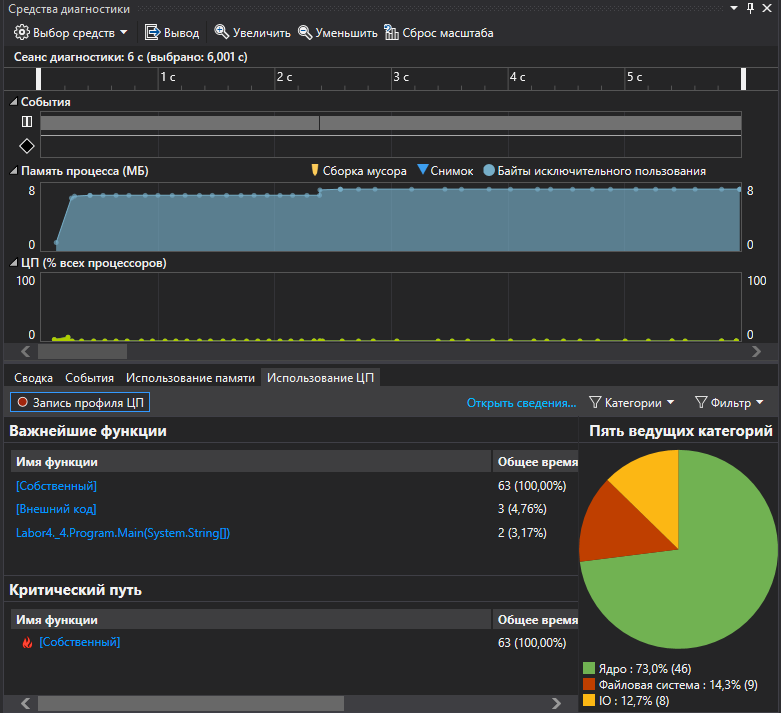 Средства диагностики
Выбор средств Вывод Увеличить Уменьшить Сброс масштаба
Сеанс диагностики: 6 с (выбрано: 6,001 с)
1 с 2 с 3 с 4 с 5 с
События
Память процесса (МБ) Сборка мусора Снимок Байты исключительного пользования
8 8
0 0
ЦП (% всех процессоров)
100 100
0 0
Сводка События Использование памяти Использование ЦП
Запись профиля ЦП Открыть сведения... Категории Фильтр
Важнейшие функции Пять ведущих категорий
Имя функции Общее время
[Собственный] 63 (100,00%)
[Внешний код] 3 (4,76%)
Labor4._4.Program.Main(System.String[]) 2 (3,17%)
Критический путь
Имя функции Общее время
[Собственный] 63 (100,00%)
Ядро : 73,0% (46)
Файловая система : 14,3% (9)
IO : 12,7% (8)